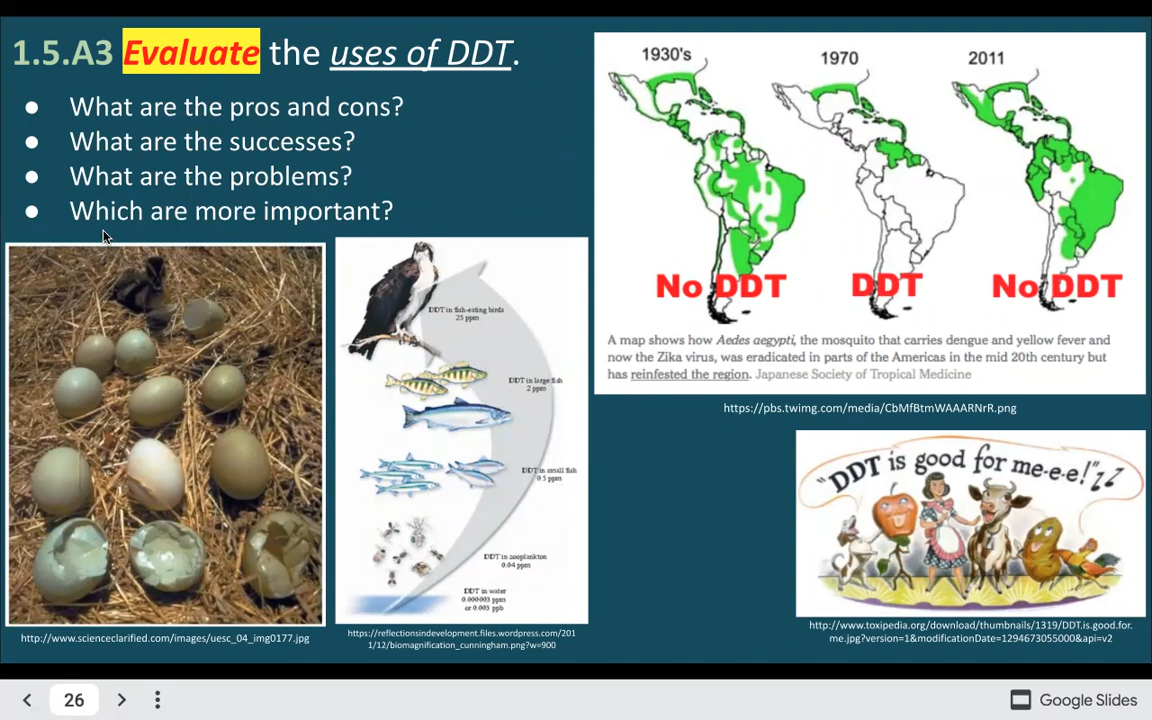 1.5.A3 Evaluate the uses of DDT.
● What are the pros and cons?
● What are the successes?
● What are the problems?
● Which are more important?
1930's
1970
2011
No DDT
DDT
No DDT
A map shows how Aedes aegypti, the mosquito that carries dengue and yellow fever and
now the Zika virus, was eradicated in parts of the Americas in the mid 20th century but
has reinfested the region. Japanese Society of Tropical Medicine
https://pbs.twimg.com/media/CbMfBtmWAAARNrR.png
DDT in fish-eating birds
25 ppm
DDT in large fish
2 ppm
DDT in small fish
0.5 ppm
DDT in zooplankton
0.04 ppm
DDT in water
0.000003 ppm
or 0.003 ppb
"DDT is good for me-e-e!"
http://www.scienceclarified.com/images/uesc_04_img0177.jpg
https://reflectionsindevelopment.files.wordpress.com/201
1/12/biomagnification_cunningham.png?w=900
http://www.toxipedia.org/download/thumbnails/1319/DDT.is.good.for.
me.jpg?version=1&modificationDate=1294673055000&api=v2
26
Google Slides